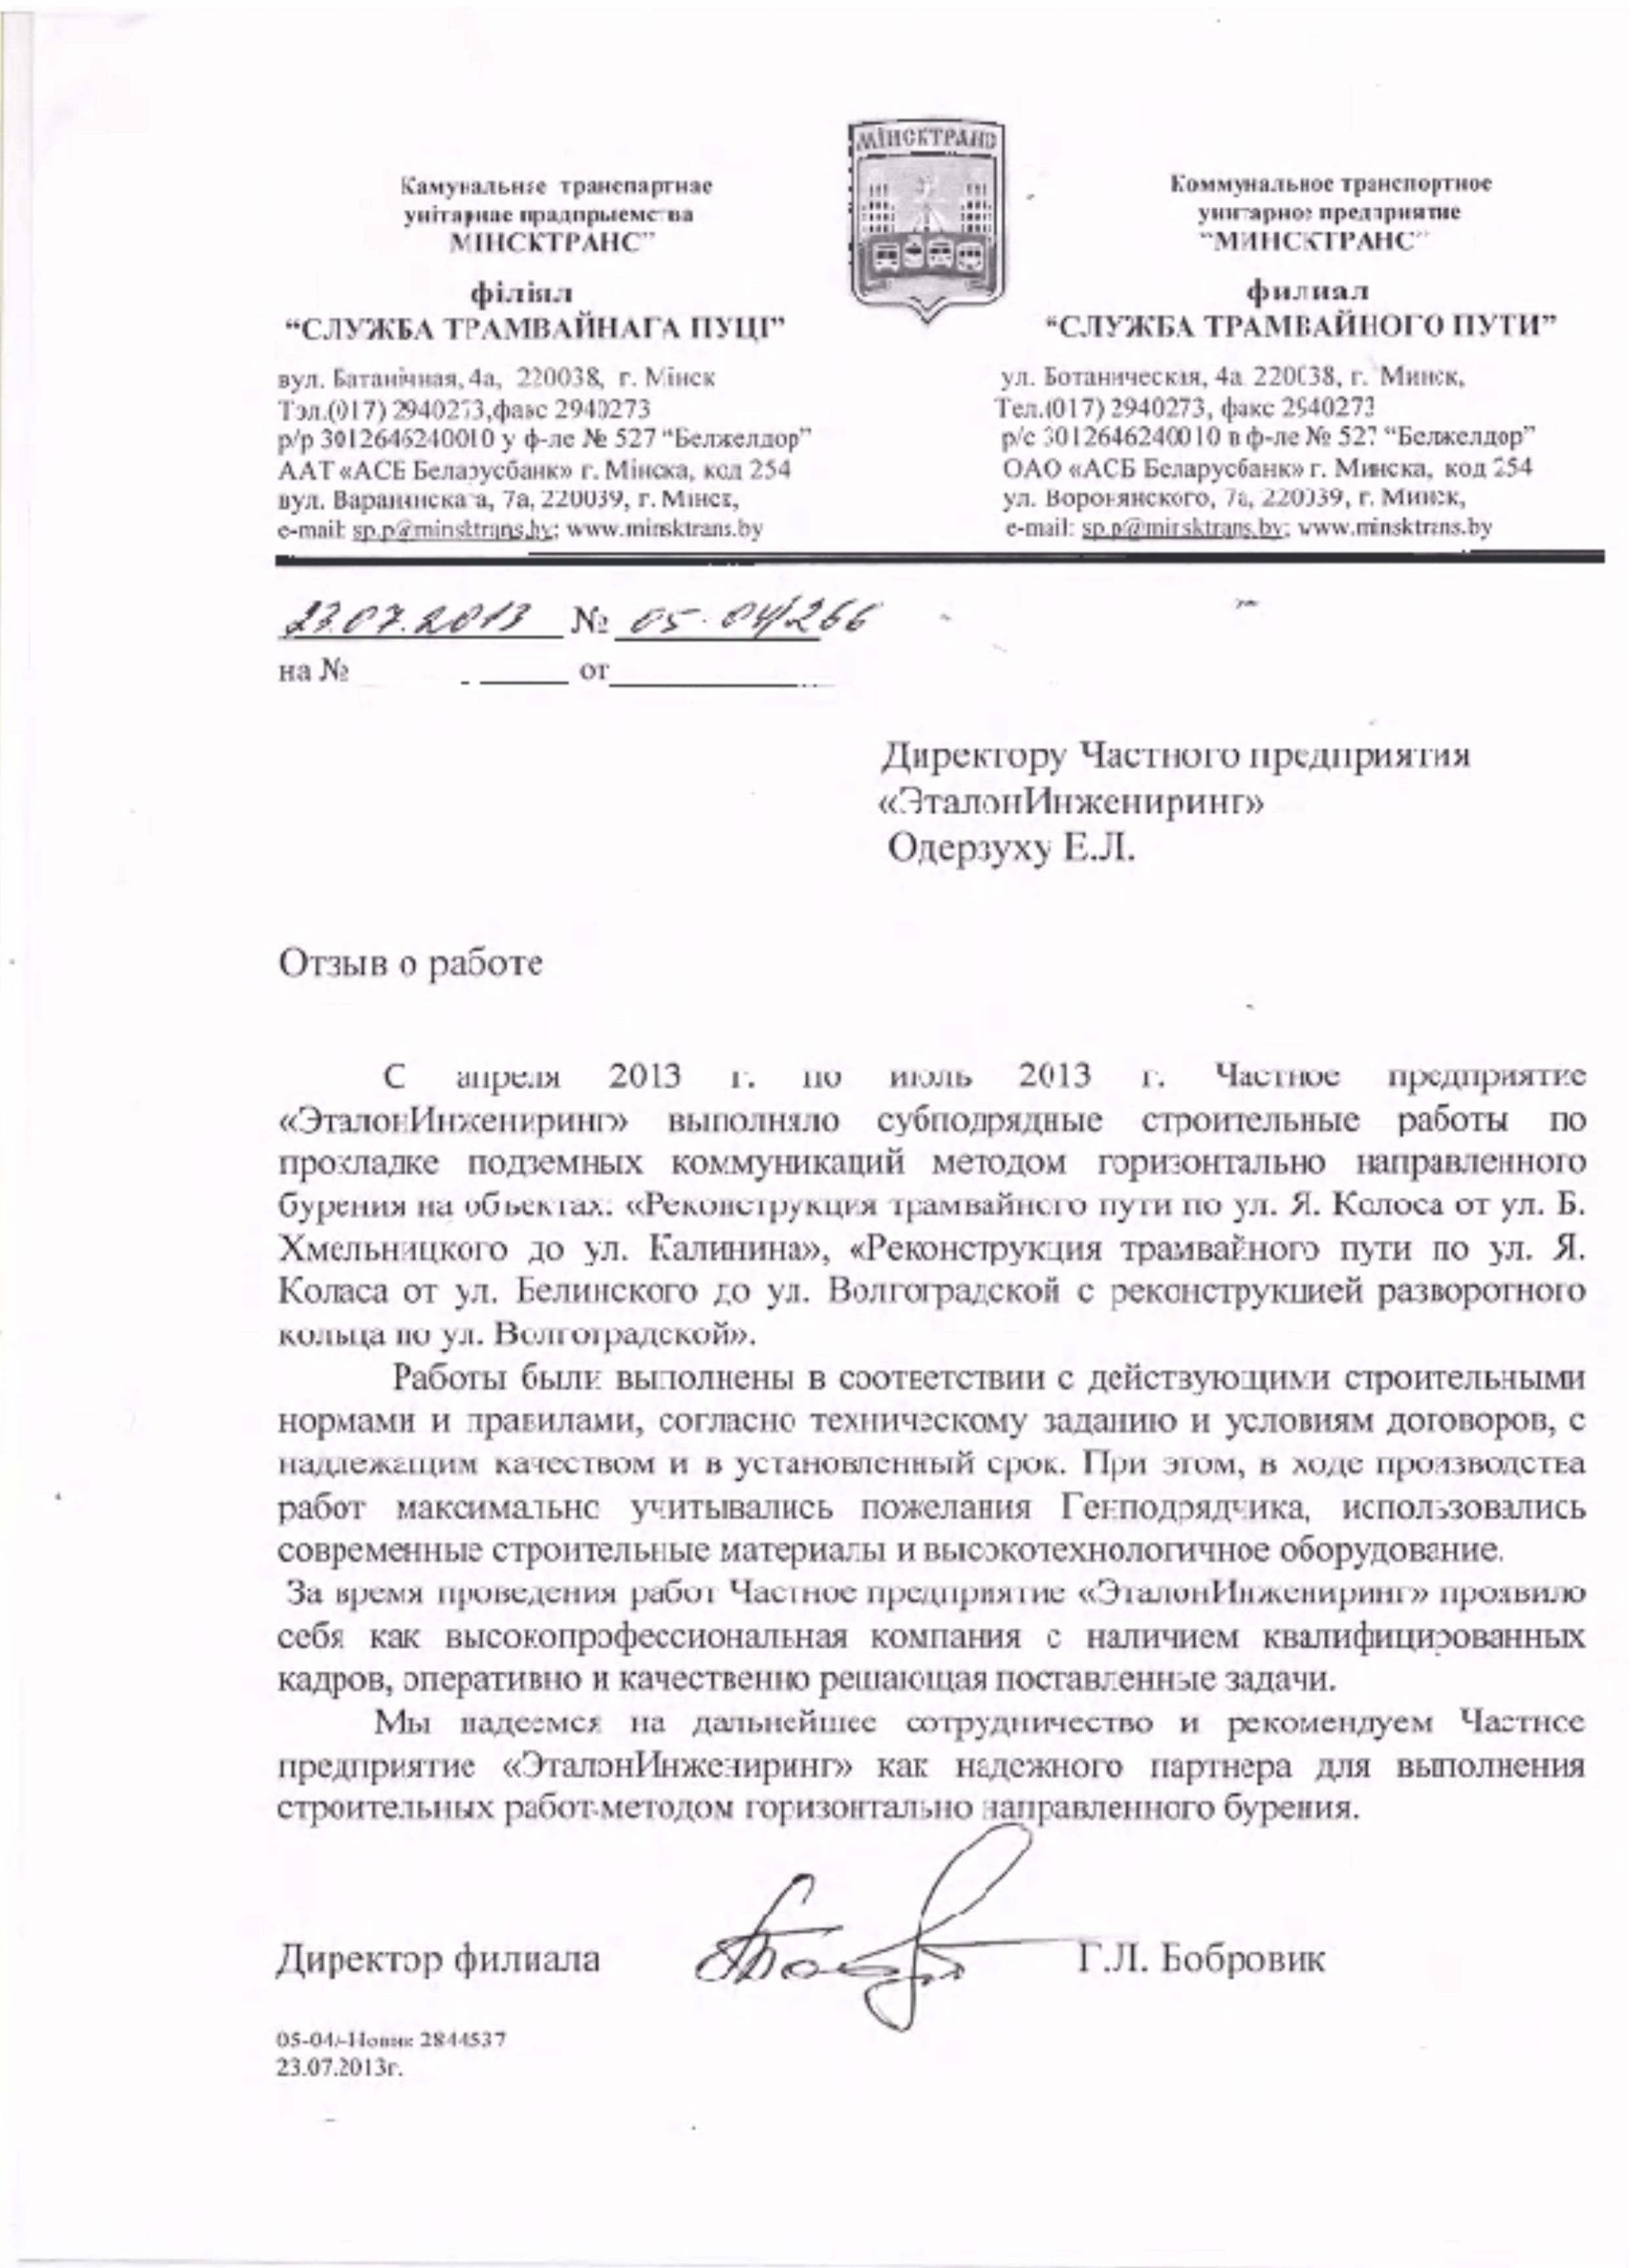 Камунальнае транспартнае
унітарнае прадпрыемства
МІНСКТРАНС”
філіял
“СЛУЖБА ТРАМВАЙНАГА ПУЦІ”
вул. Батанічная, 4а, 220038, г. Мінск
Тэл.(017) 2940273,факс 2940273
р/р 3012646240010 у ф-ле № 527 “Белжелдор”
ААТ «АСБ Беларусбанк» г. Мінска, код 254
вул. Варанянскага, 7а, 220039, г. Мінск,
e-mail: sp.p@minsktrans.by; www.minsktrans.by
МІНСКТРАНС
Коммунальное транспортное
унитарное предприятие
“МИНСКТРАНС”
филиал
“СЛУЖБА ТРАМВАЙНОГО ПУТИ”
ул. Ботаническая, 4а 220038, г. Минск,
Тел.(017) 2940273, факс 2940273
р/с 3012646240010 в ф-ле № 527 “Белжелдор”
ОАО «АСБ Беларусбанк» г. Минска, код 254
ул. Воронянского, 7а, 220039, г. Минск,
e-mail: sp.p@minsktrans.by; www.minsktrans.by
23.07.2013 № 05-04/266
на № от
Директору Частного предприятия
«ЭталонИнжениринг»
Одерзуху Е.Л.
Отзыв о работе
С апреля 2013 г. по июль 2013 г. Частное предприятие
«ЭталонИнжениринг» выполняло субподрядные строительные работы по
прокладке подземных коммуникаций методом горизонтально направленного
бурения на объектах: «Реконструкция трамвайного пути по ул. Я. Колоса от ул. Б.
Хмельницкого до ул. Калинина», «Реконструкция трамвайного пути по ул. Я.
Коласа от ул. Белинского до ул. Волгоградской с реконструкцией разворотного
кольца по ул. Волгоградской».
Работы были выполнены в соответствии с действующими строительными
нормами и правилами, согласно техническому заданию и условиям договоров, с
надлежащим качеством и в установленный срок. При этом, в ходе производства
работ максимально учитывались пожелания Генподрядчика, использовались
современные строительные материалы и высокотехнологичное оборудование.
За время проведения работ Частное предприятие «ЭталонИнжениринг» проявило
себя как высокопрофессиональная компания с наличием квалифицированных
кадров, оперативно и качественно решающая поставленные задачи.
Мы надеемся на дальнейшее сотрудничество и рекомендуем Частное
предприятие «ЭталонИнжениринг» как надежного партнера для выполнения
строительных работ методом горизонтально направленного бурения.
Директор филиала Г.Л. Бобровик
05-04/-Новик 2844537
23.07.2013г.